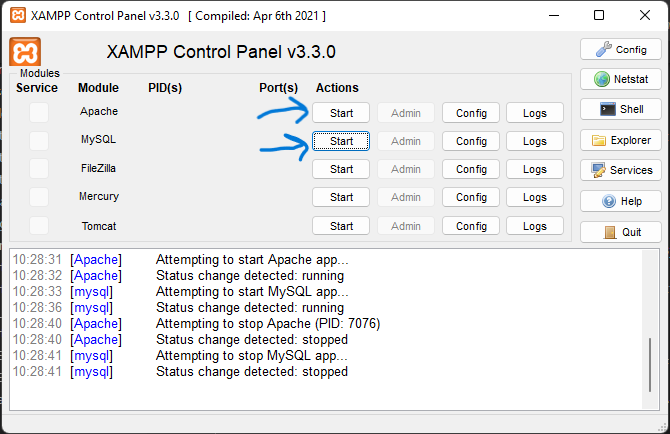 XAMPP Control Panel v3.3.0 [ Compiled: Apr 6th 2021 ]
XAMPP Control Panel v3.3.0
Config
Modules
Service Module PID(s) Port(s) Actions
Netstat
Apache Start Admin Config Logs
Shell
MySQL Start Admin Config Logs
Explorer
FileZilla Start Admin Config Logs
Services
Mercury Start Admin Config Logs
Help
Tomcat Start Admin Config Logs
Quit
10:28:31 [Apache] Attempting to start Apache app...
10:28:32 [Apache] Status change detected: running
10:28:33 [mysql] Attempting to start MySQL app...
10:28:36 [mysql] Status change detected: running
10:28:40 [Apache] Attempting to stop Apache (PID: 7076)
10:28:40 [Apache] Status change detected: stopped
10:28:41 [mysql] Attempting to stop MySQL app...
10:28:41 [mysql] Status change detected: stopped